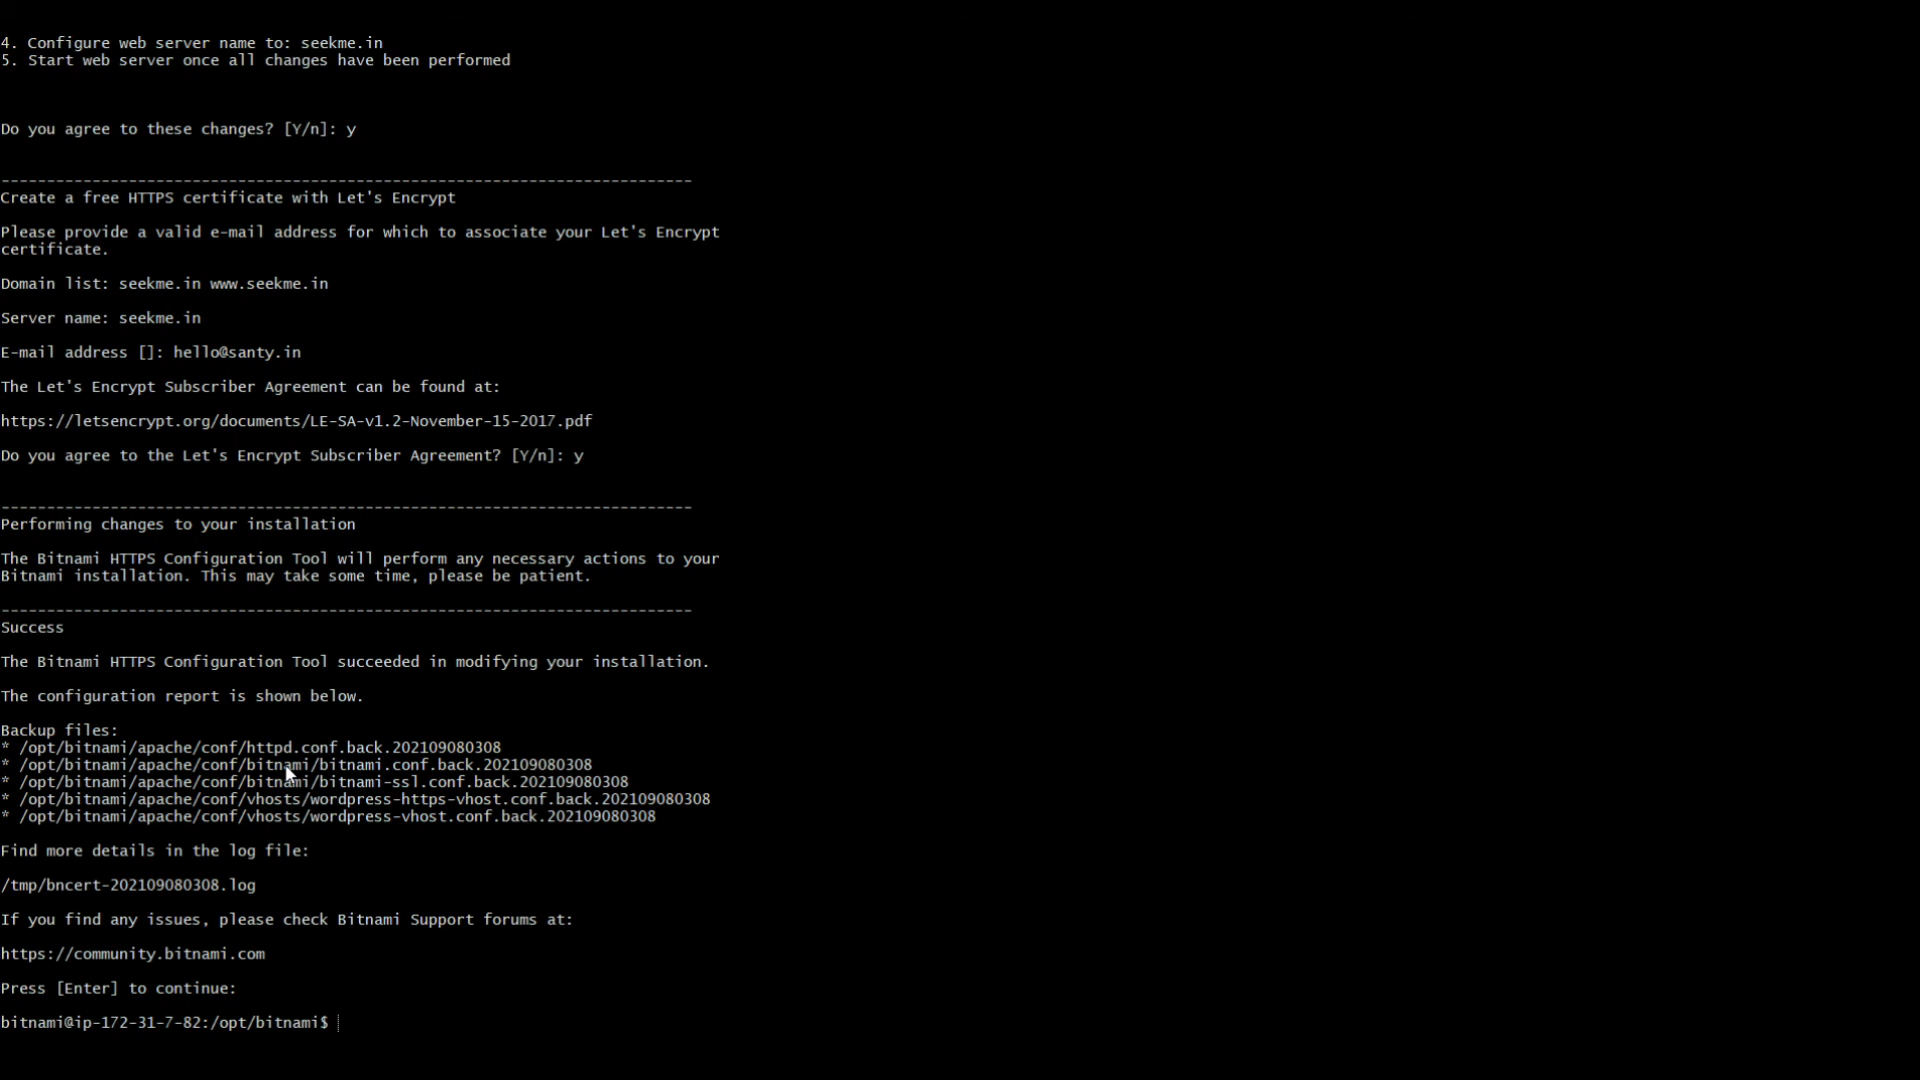 4. Configure web server name to: seekme.in
5. Start web server once all changes have been performed
Do you agree to these changes? [Y/n]: y
----------------------------------------------------------------------------
Create a free HTTPS certificate with Let's Encrypt
Please provide a valid e-mail address for which to associate your Let's Encrypt
certificate.
Domain list: seekme.in www.seekme.in
Server name: seekme.in
E-mail address []: hello@santy.in
The Let's Encrypt Subscriber Agreement can be found at:
https://letsencrypt.org/documents/LE-SA-v1.2-November-15-2017.pdf
Do you agree to the Let's Encrypt Subscriber Agreement? [Y/n]: y
----------------------------------------------------------------------------
Performing changes to your installation
The Bitnami HTTPS Configuration Tool will perform any necessary actions to your
Bitnami installation. This may take some time, please be patient.
----------------------------------------------------------------------------
Success
The Bitnami HTTPS Configuration Tool succeeded in modifying your installation.
The configuration report is shown below.
Backup files:
* /opt/bitnami/apache/conf/httpd.conf.back.202109080308
* /opt/bitnami/apache/conf/bitnami/bitnami.conf.back.202109080308
* /opt/bitnami/apache/conf/bitnami/bitnami-ssl.conf.back.202109080308
* /opt/bitnami/apache/conf/vhosts/wordpress-https-vhost.conf.back.202109080308
* /opt/bitnami/apache/conf/vhosts/wordpress-vhost.conf.back.202109080308
Find more details in the log file:
/tmp/bncert-202109080308.log
If you find any issues, please check Bitnami Support forums at:
https://community.bitnami.com
Press [Enter] to continue:
bitnami@ip-172-31-7-82:/opt/bitnami$